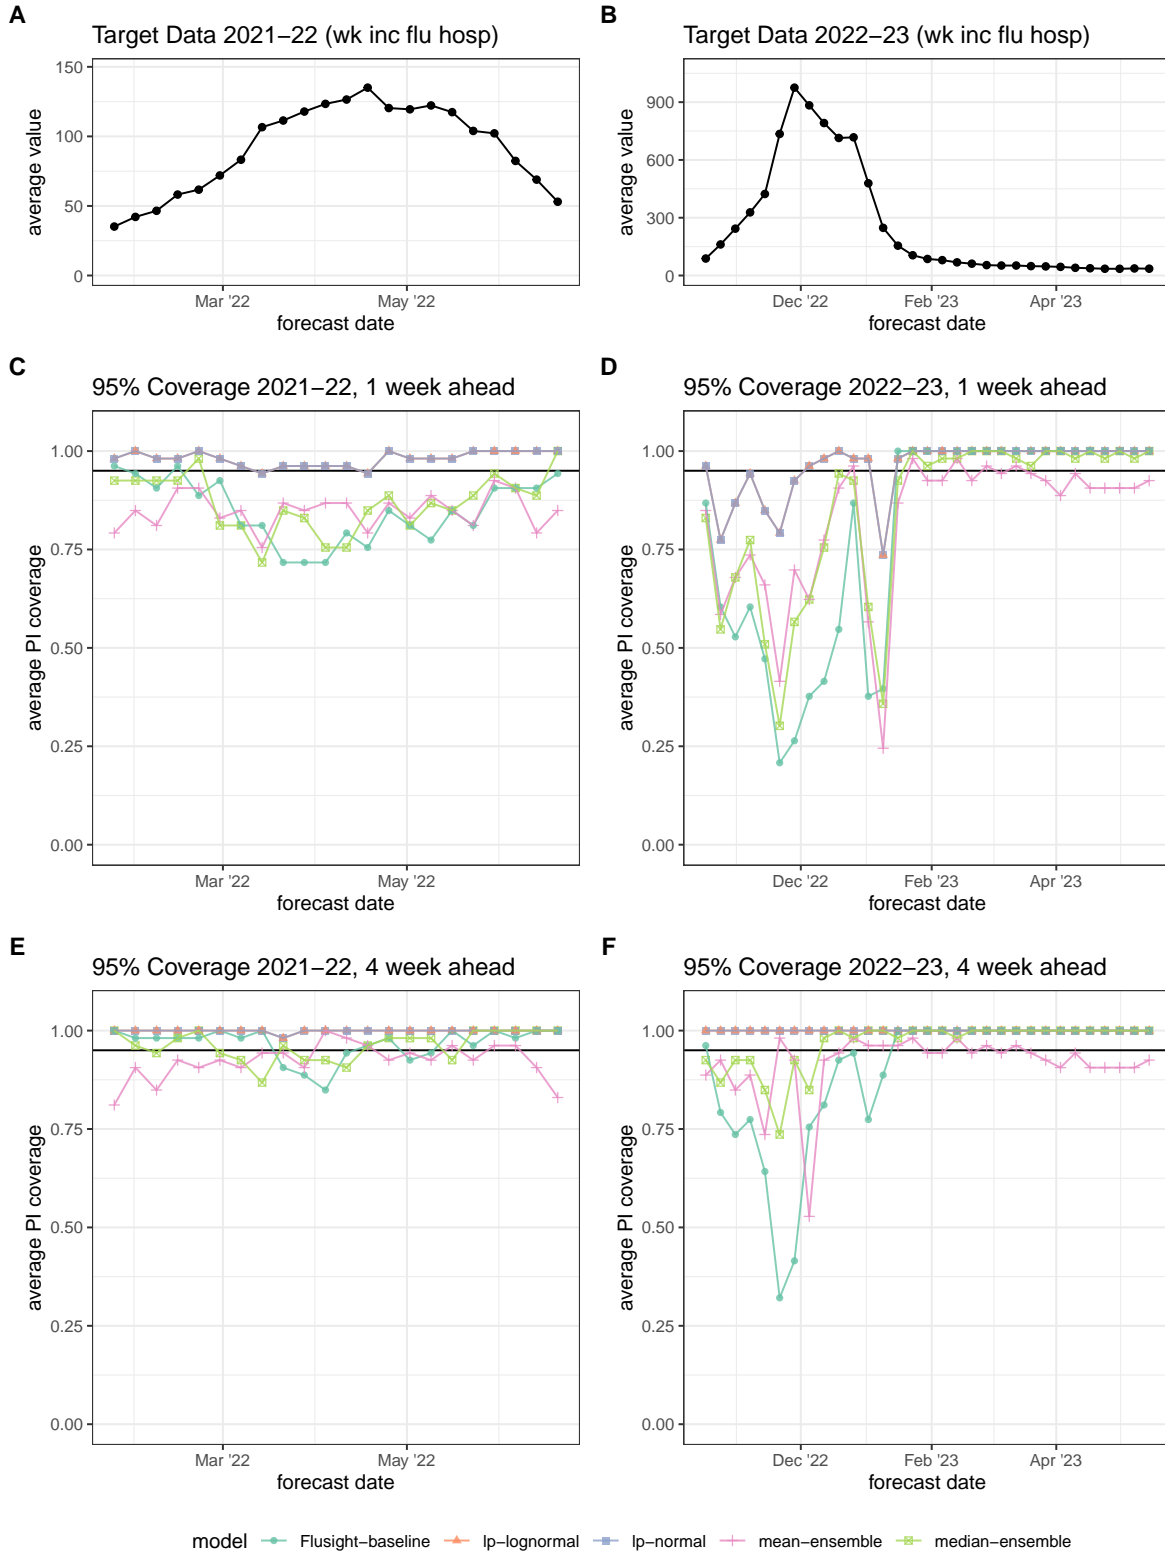 A
Target Data 2021−22 (wk inc flu hosp)
150
100
50
0
average value
Mar '22
May '22
forecast date
B
Target Data 2022−23 (wk inc flu hosp)
900
600
300
0
average value
Dec '22
Feb '23
Apr '23
forecast date
C
95% Coverage 2021−22, 1 week ahead
1.00
0.75
0.50
0.25
0.00
average PI coverage
Mar '22
May '22
forecast date
D
95% Coverage 2022−23, 1 week ahead
1.00
0.75
0.50
0.25
0.00
average PI coverage
Dec '22
Feb '23
Apr '23
forecast date
E
95% Coverage 2021−22, 4 week ahead
1.00
0.75
0.50
0.25
0.00
average PI coverage
Mar '22
May '22
forecast date
F
95% Coverage 2022−23, 4 week ahead
1.00
0.75
0.50
0.25
0.00
average PI coverage
Dec '22
Feb '23
Apr '23
forecast date
model Flusight−baseline lp−lognormal lp−normal mean−ensemble median−ensemble